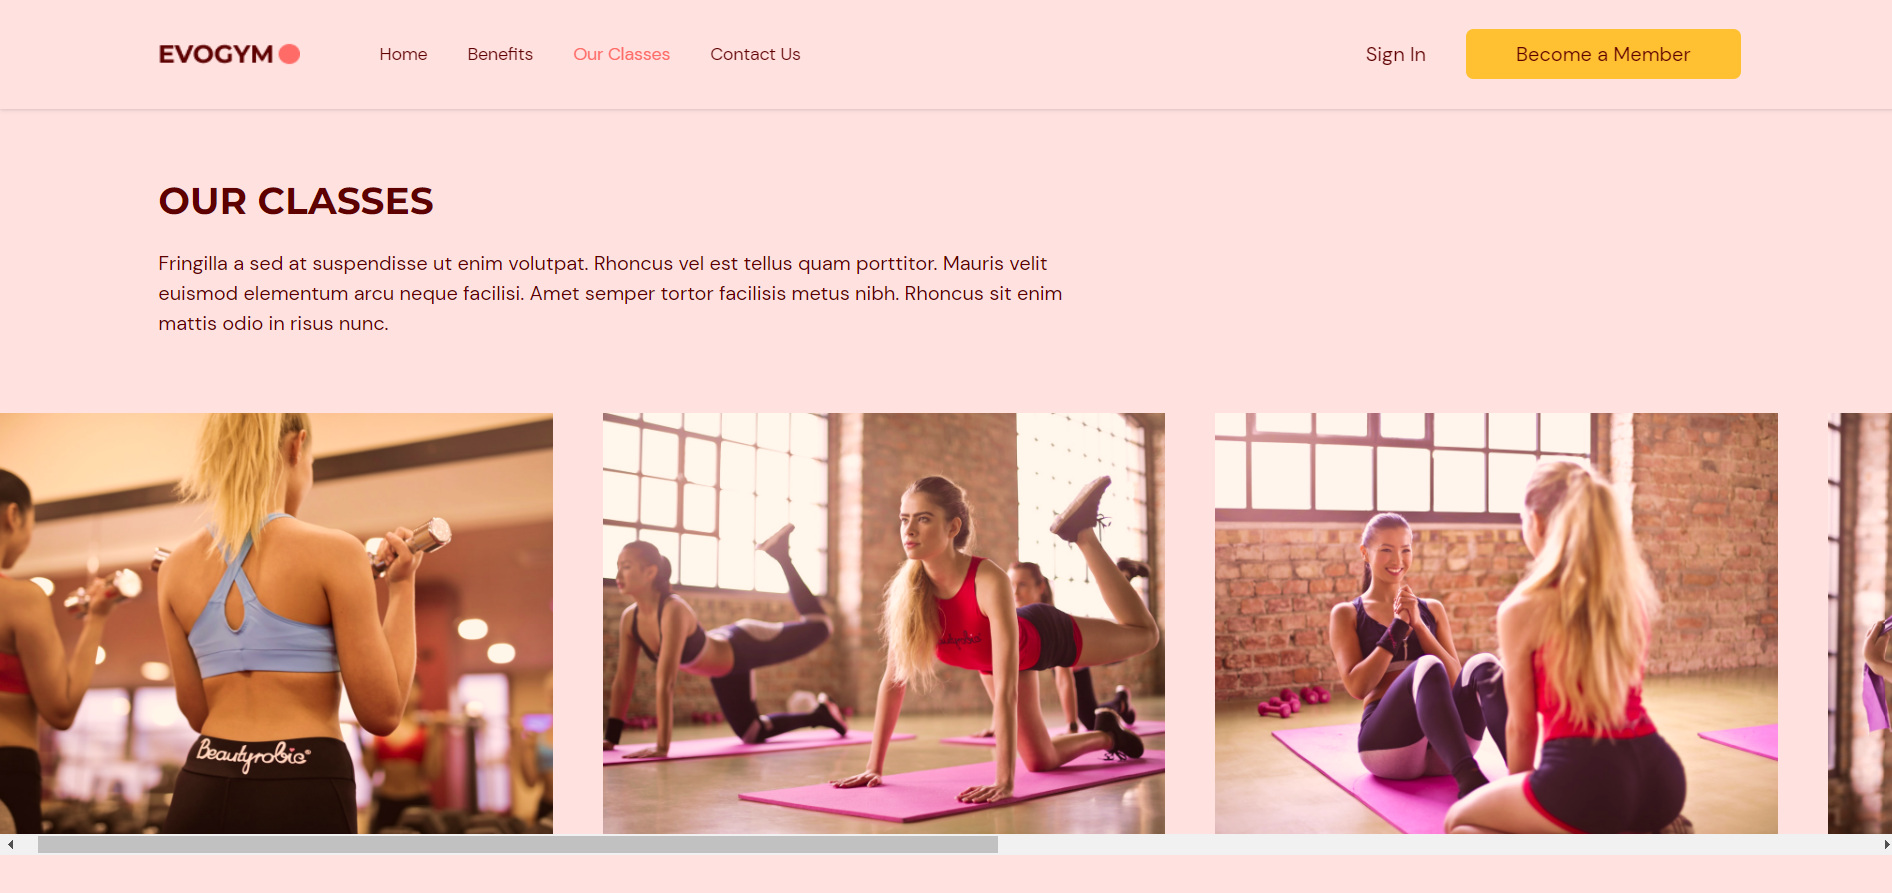 EVOGYM
Home
Benefits
Our Classes
Contact Us
Sign In
Become a Member
OUR CLASSES
Fringilla a sed at suspendisse ut enim volutpat. Rhoncus vel est tellus quam porttitor. Mauris velit
euismod elementum arcu neque facilisi. Amet semper tortor facilisis metus nibh. Rhoncus sit enim
mattis odio in risus nunc.
Beautyrobic®